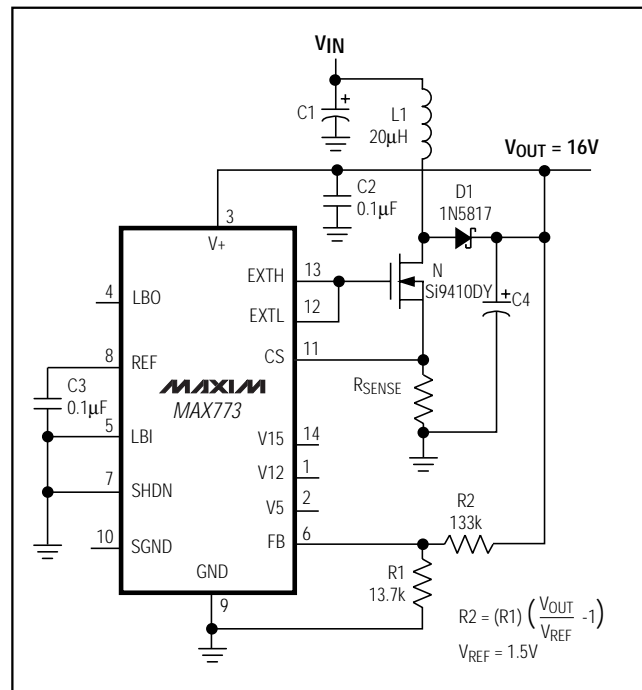 VIN
C1
+
L1
20μH
VOUT = 16V
C2
0.1μF
D1
1N5817
3
V+
4
LBO
EXTH
13
N
Si9410DY
+
C4
EXTL
12
8
REF
CS
11
C3
0.1μF
MAXIM
MAX773
RSENSE
5
LBI
V15
14
V12
1
7
SHDN
V5
2
R2
133k
10
SGND
FB
6
GND
9
R1
13.7k
R2 = (R1) (VOUT/VREF -1)
VREF = 1.5V